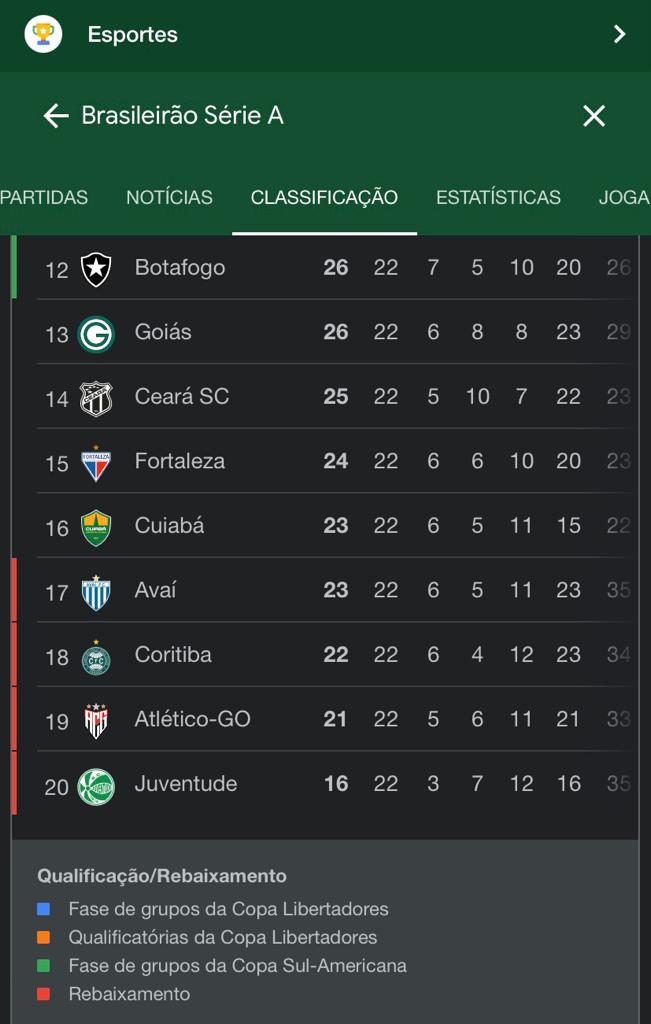 Esportes
Brasileirão Série A
PARTIDAS NOTÍCIAS CLASSIFICAÇÃO ESTATÍSTICAS JOGA
12 Botafogo 26 22 7 5 10 20 26
13 Goiás 26 22 6 8 8 23 29
14 Ceará SC 25 22 5 10 7 22 23
15 Fortaleza 24 22 6 6 10 20 23
16 Cuiabá 23 22 6 5 11 15 22
17 Avaí 23 22 6 5 11 23 35
18 Coritiba 22 22 6 4 12 23 34
19 Atlético-GO 21 22 5 6 11 21 33
20 Juventude 16 22 3 7 12 16 35
Qualificação/Rebaixamento
Fase de grupos da Copa Libertadores
Qualificatórias da Copa Libertadores
Fase de grupos da Copa Sul-Americana
Rebaixamento